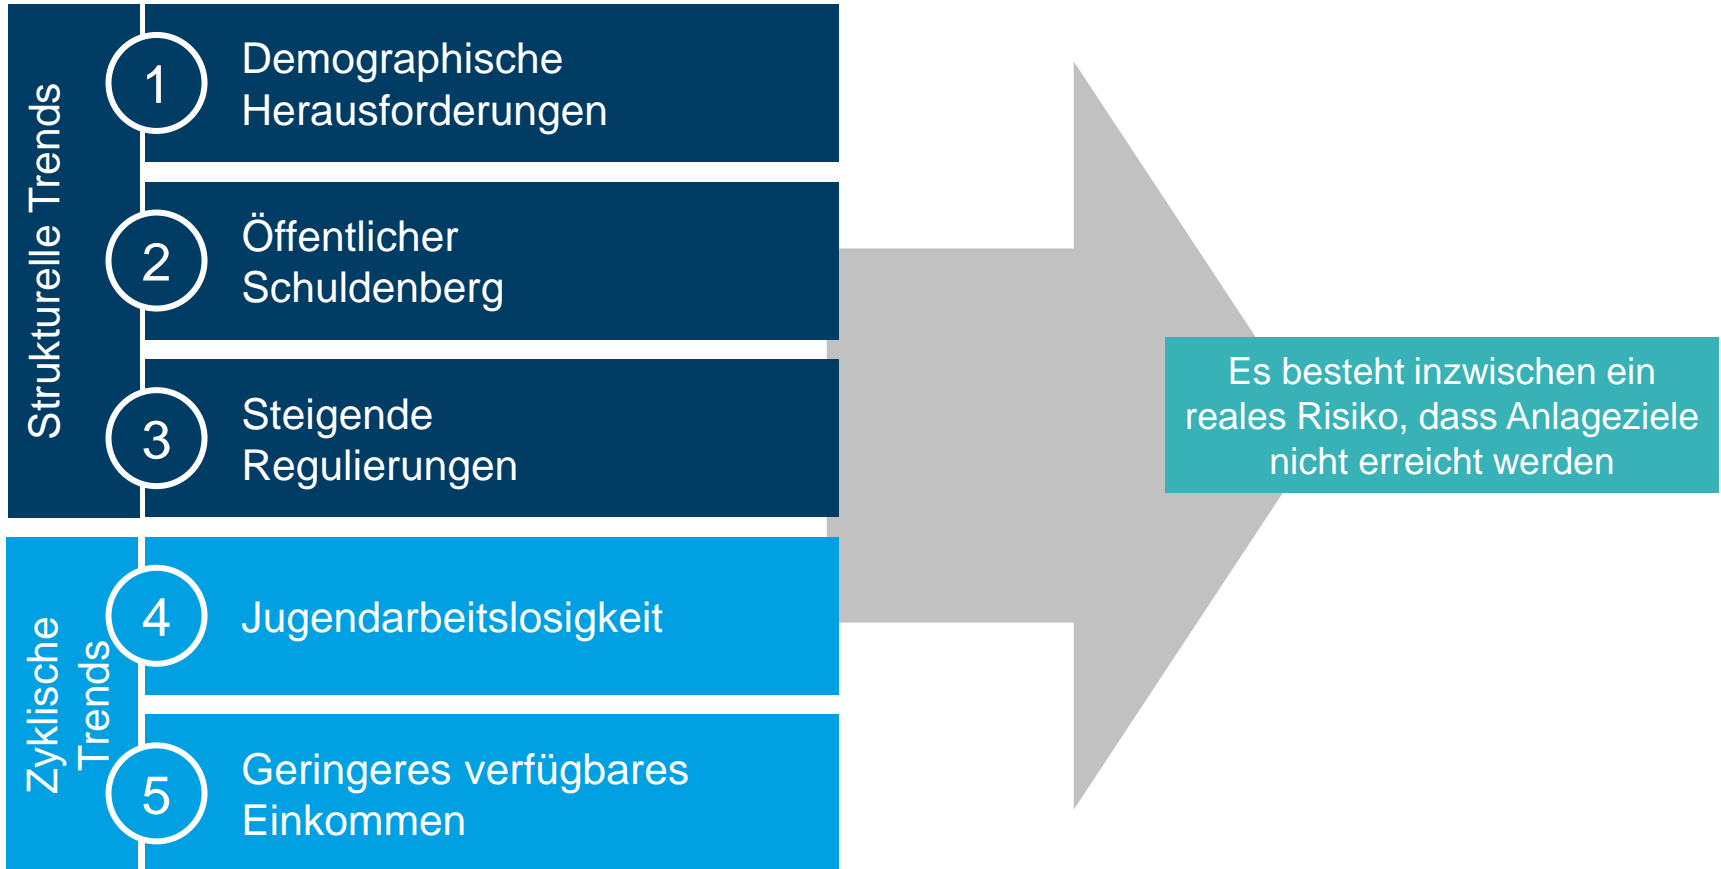 Strukturelle Trends
1
Demographische
Herausforderungen
2
Öffentlicher
Schuldenberg
3
Steigende
Regulierungen
Zyklische
Trends
4
Jugendarbeitslosigkeit
5
Geringeres verfügbares
Einkommen
Es besteht inzwischen ein
reales Risiko, dass Anlageziele
nicht erreicht werden